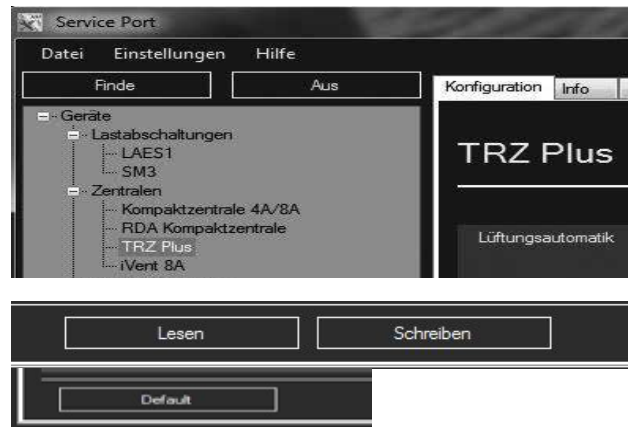 Service Port
Datei Einstellungen Hilfe
Finde Aus Konfiguration Info
Geräte
Lastabschaltungen
LAES1
SM3
Zentralen
Kompaktzentrale 4A/8A
RDA Kompaktzentrale
TRZ Plus
iVent 8A
TRZ Plus
Lüftungsautomatik
Lesen Schreiben
Default